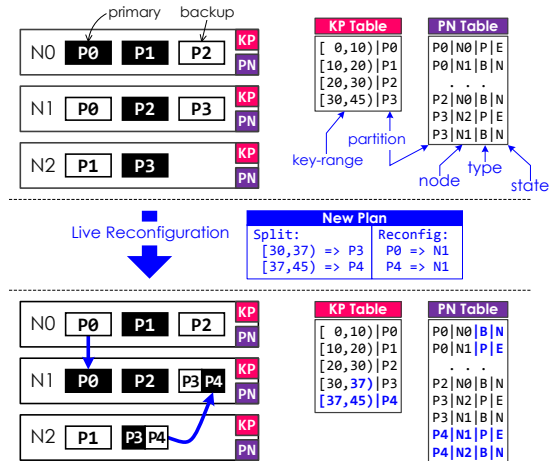 primary
backup
N0 P0 P1 P2 KP PN
N1 P0 P2 P3 KP PN
N2 P1 P3 KP PN
KP Table
[ 0,10)|P0
[10,20)|P1
[20,30)|P2
[30,45)|P3
PN Table
P0|N0|P|E
P0|N1|B|N
. . .
P2|N0|B|N
P3|N2|P|E
P3|N1|B|N
key-range
partition
node
type
state
Live Reconfiguration
New Plan
Split:
[30,37) => P3
[37,45) => P4
Reconfig:
P0 => N1
P4 => N1
N0 P0 P1 P2 KP PN
N1 P0 P2 P3 P4 KP PN
N2 P1 P3 P4 KP PN
KP Table
[ 0,10)|P0
[10,20)|P1
[20,30)|P2
[30,37)|P3
[37,45)|P4
PN Table
P0|N0|B|N
P0|N1|P|E
. . .
P2|N0|B|N
P3|N2|P|E
P3|N1|B|N
P4|N1|P|E
P4|N2|B|N